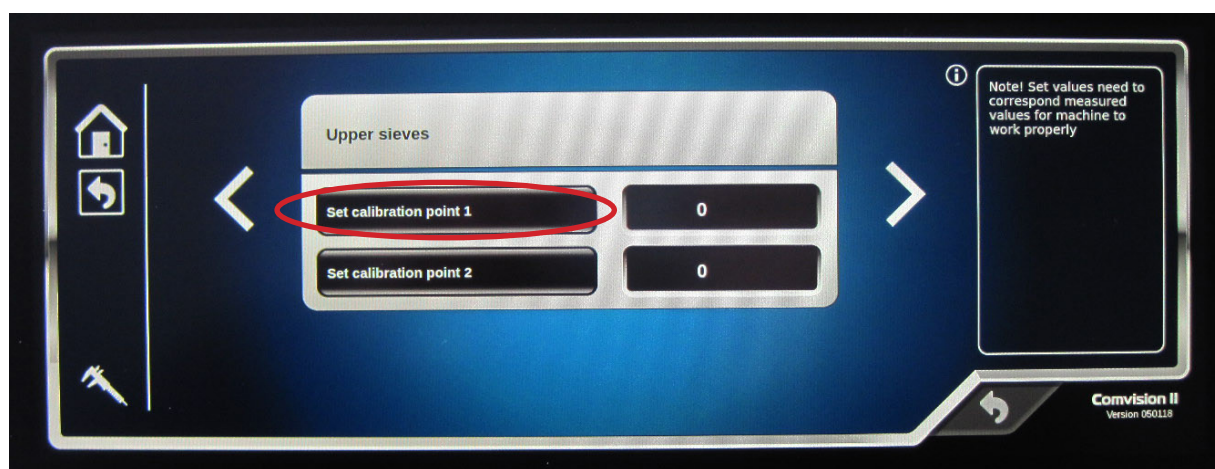 Upper sieves
Set calibration point 1
0
Set calibration point 2
0
Note! Set values need to
correspond measured
values for machine to
work properly
Comvision II
Version 050118